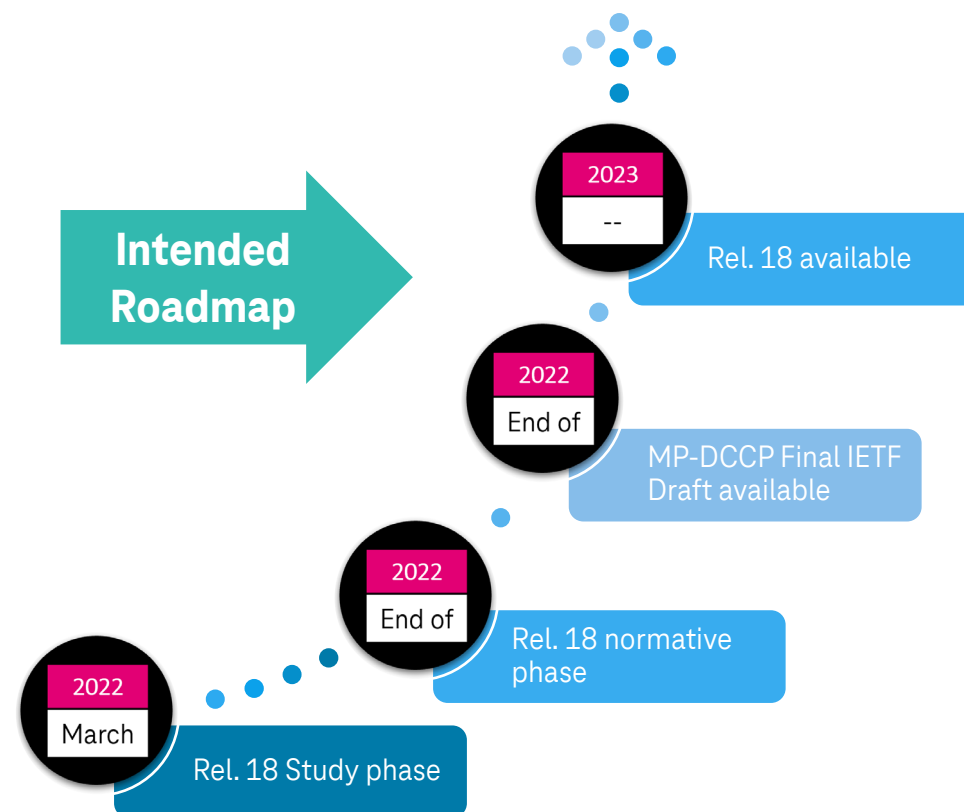 Intended
Roadmap
2023
--
Rel. 18 available
2022
End of
MP-DCCP Final IETF
Draft available
2022
End of
Rel. 18 normative
phase
2022
March
Rel. 18 Study phase